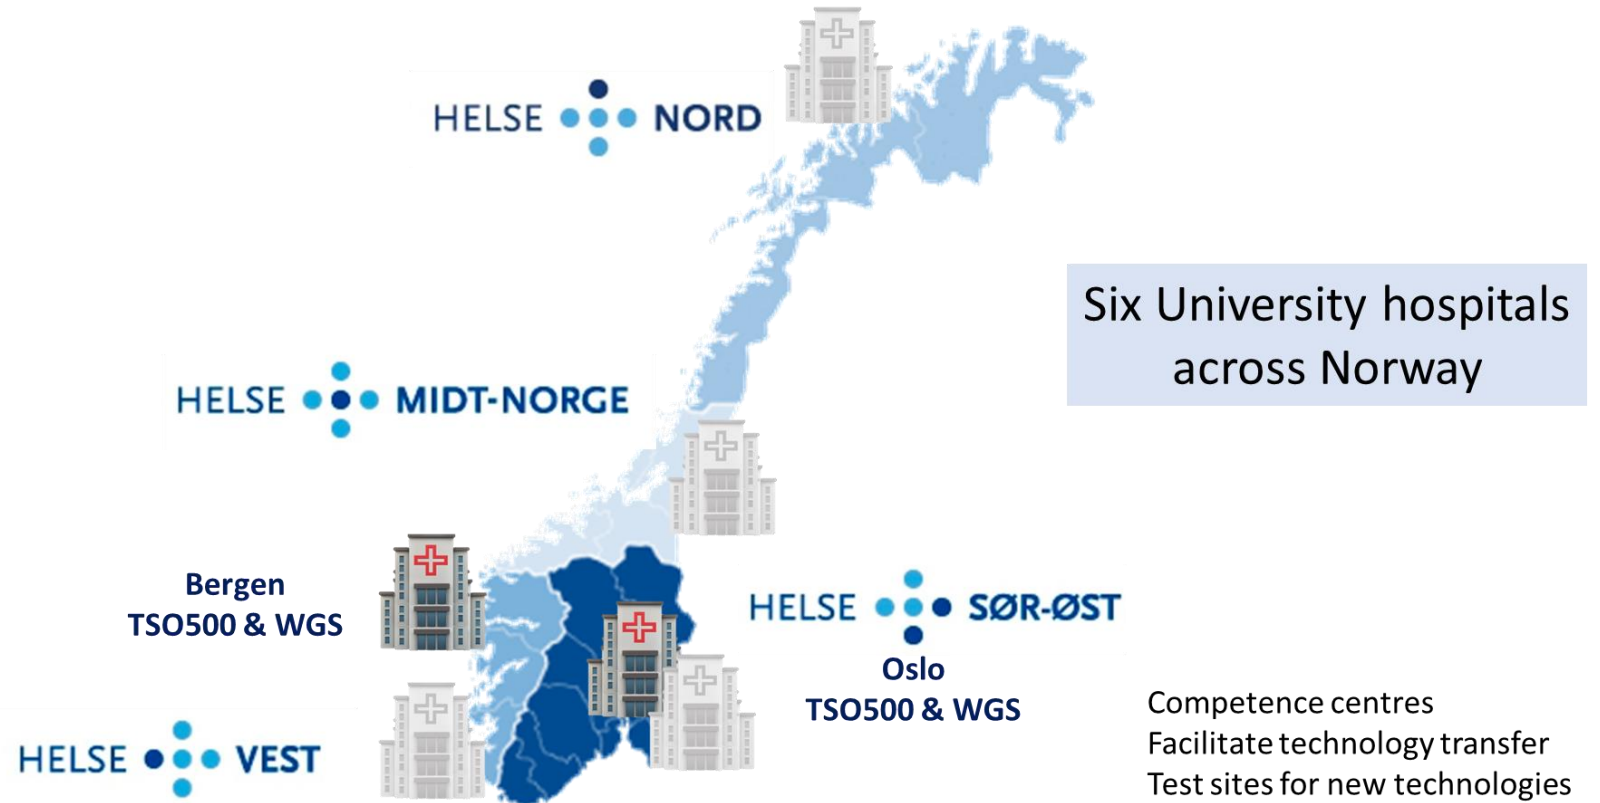 HELSE NORD
Six University hospitals
across Norway
HELSE MIDT-NORGE
Bergen
TSO500 & WGS
HELSE SØR-ØST
Oslo
TSO500 & WGS
HELSE VEST
Competence centres
Facilitate technology transfer
Test sites for new technologies